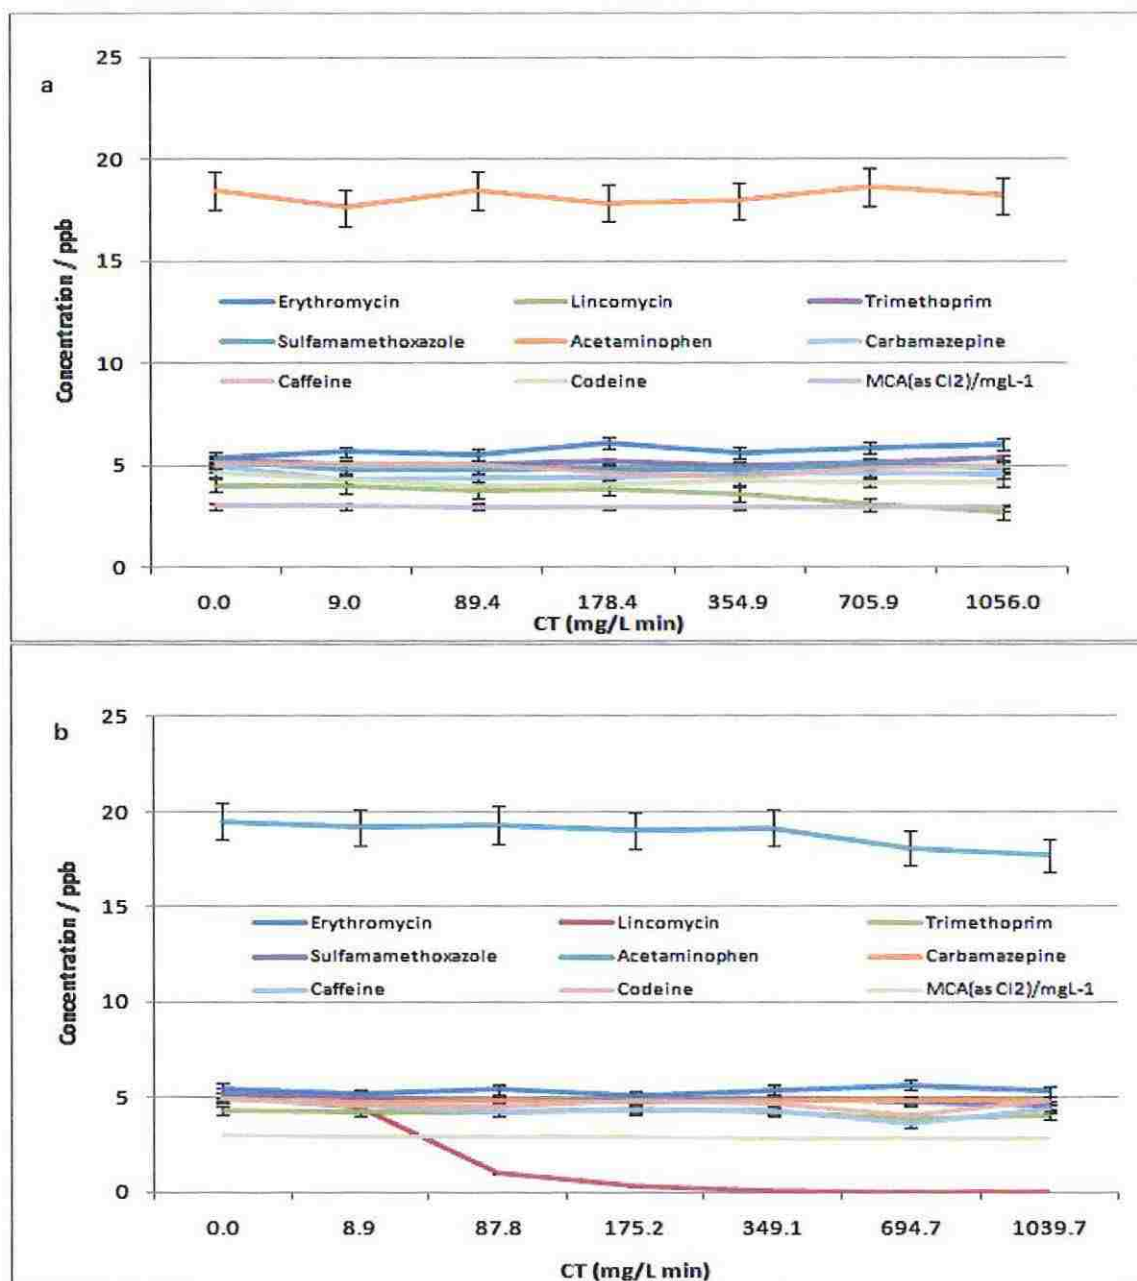 a
25
20
15
10
5
0
Concentration / ppb
Erythromycin Lincomycin Trimethoprim
Sulfamamethoxazole Acetaminophen Carbamazepine
Caffeine Codeine MCA(as Cl2)/mgL-1
0.0 9.0 89.4 178.4 354.9 705.9 1056.0
CT (mg/L min)
b
25
20
15
10
5
0
Concentration / ppb
Erythromycin Lincomycin Trimethoprim
Sulfamamethoxazole Acetaminophen Carbamazepine
Caffeine Codeine MCA(as Cl2)/mgL-1
0.0 8.9 87.8 175.2 349.1 694.7 1039.7
CT (mg/L min)